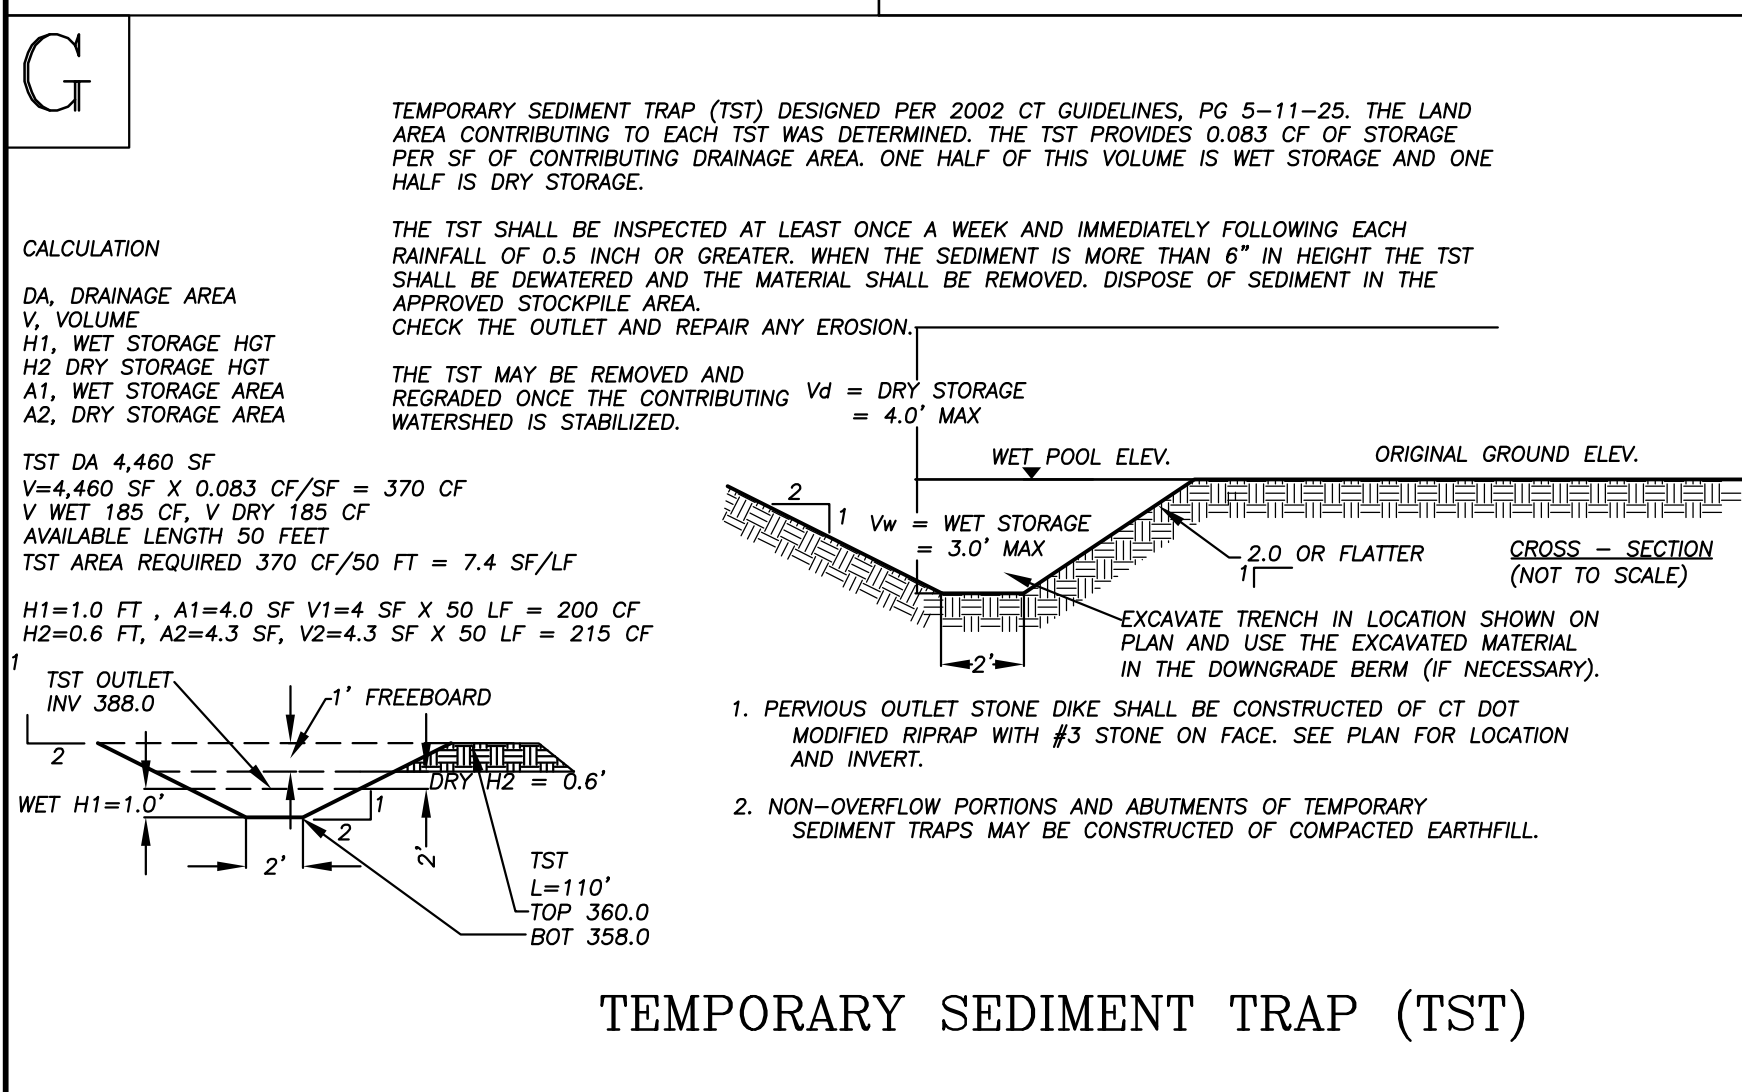 G
TEMPORARY SEDIMENT TRAP (TST) DESIGNED PER 2002 CT GUIDELINES, PG 5-11-25. THE LAND
AREA CONTRIBUTING TO EACH TST WAS DETERMINED. THE TST PROVIDES 0.083 CF OF STORAGE
PER SF OF CONTRIBUTING DRAINAGE AREA. ONE HALF OF THIS VOLUME IS WET STORAGE AND ONE
HALF IS DRY STORAGE.
THE TST SHALL BE INSPECTED AT LEAST ONCE A WEEK AND IMMEDIATELY FOLLOWING EACH
RAINFALL OF 0.5 INCH OR GREATER. WHEN THE SEDIMENT IS MORE THAN 6" IN HEIGHT THE TST
SHALL BE DEWATERED AND THE MATERIAL SHALL BE REMOVED. DISPOSE OF SEDIMENT IN THE
APPROVED STOCKPILE AREA.
CHECK THE OUTLET AND REPAIR ANY EROSION.
THE TST MAY BE REMOVED AND
REGRADED ONCE THE CONTRIBUTING
WATERSHED IS STABILIZED.
CALCULATION
DA, DRAINAGE AREA
V, VOLUME
H1, WET STORAGE HGT
H2 DRY STORAGE HGT
A1, WET STORAGE AREA
A2, DRY STORAGE AREA
TST DA 4,460 SF
V=4,460 SF X 0.083 CF/SF = 370 CF
V WET 185 CF, V DRY 185 CF
AVAILABLE LENGTH 50 FEET
TST AREA REQUIRED 370 CF/50 FT = 7.4 SF/LF
H1=1.0 FT , A1=4.0 SF V1=4 SF X 50 LF = 200 CF
H2=0.6 FT, A2=4.3 SF, V2=4.3 SF X 50 LF = 215 CF
1
2
TST OUTLET
INV 388.0
1' FREEBOARD
DRY H2 = 0.6'
WET H1=1.0'
1
2
2'
2'
TST
L=110'
TOP 360.0
BOT 358.0
Vd = DRY STORAGE
= 4.0' MAX
WET POOL ELEV.
ORIGINAL GROUND ELEV.
2
1
Vw = WET STORAGE
= 3.0' MAX
2.0 OR FLATTER
1
CROSS - SECTION
(NOT TO SCALE)
EXCAVATE TRENCH IN LOCATION SHOWN ON
PLAN AND USE THE EXCAVATED MATERIAL
IN THE DOWNGRADE BERM (IF NECESSARY).
2'
1. PERVIOUS OUTLET STONE DIKE SHALL BE CONSTRUCTED OF CT DOT
MODIFIED RIPRAP WITH #3 STONE ON FACE. SEE PLAN FOR LOCATION
AND INVERT.
2. NON-OVERFLOW PORTIONS AND ABUTMENTS OF TEMPORARY
SEDIMENT TRAPS MAY BE CONSTRUCTED OF COMPACTED EARTHFILL.
TEMPORARY SEDIMENT TRAP (TST)